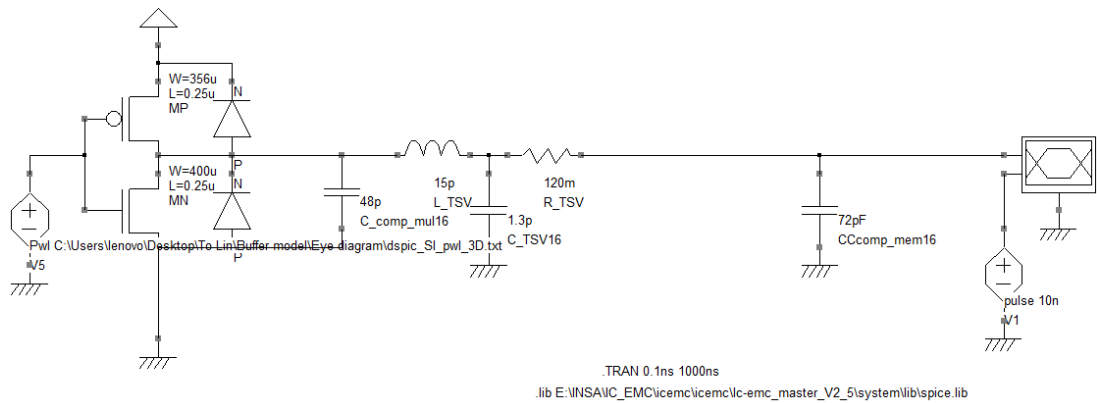 W=356u
L=0.25u
MP
N
P
W=400u
L=0.25u
MN
N
P
48p
C_comp_mul16
15p
L_TSV
1.3p
C_TSV16
120m
R_TSV
72pF
CCcomp_mem16
Pwl C:\Users\lenovo\Desktop\To Lin\Buffer model\Eye diagram\dspic_SI_pwl_3D.txt
V5
pulse 10n
V1
.TRAN 0.1ns 1000ns
.lib E:\INSA\IC_EMC\icemc\icemc\Ic-emc_master_V2_5\system\lib\spice.lib